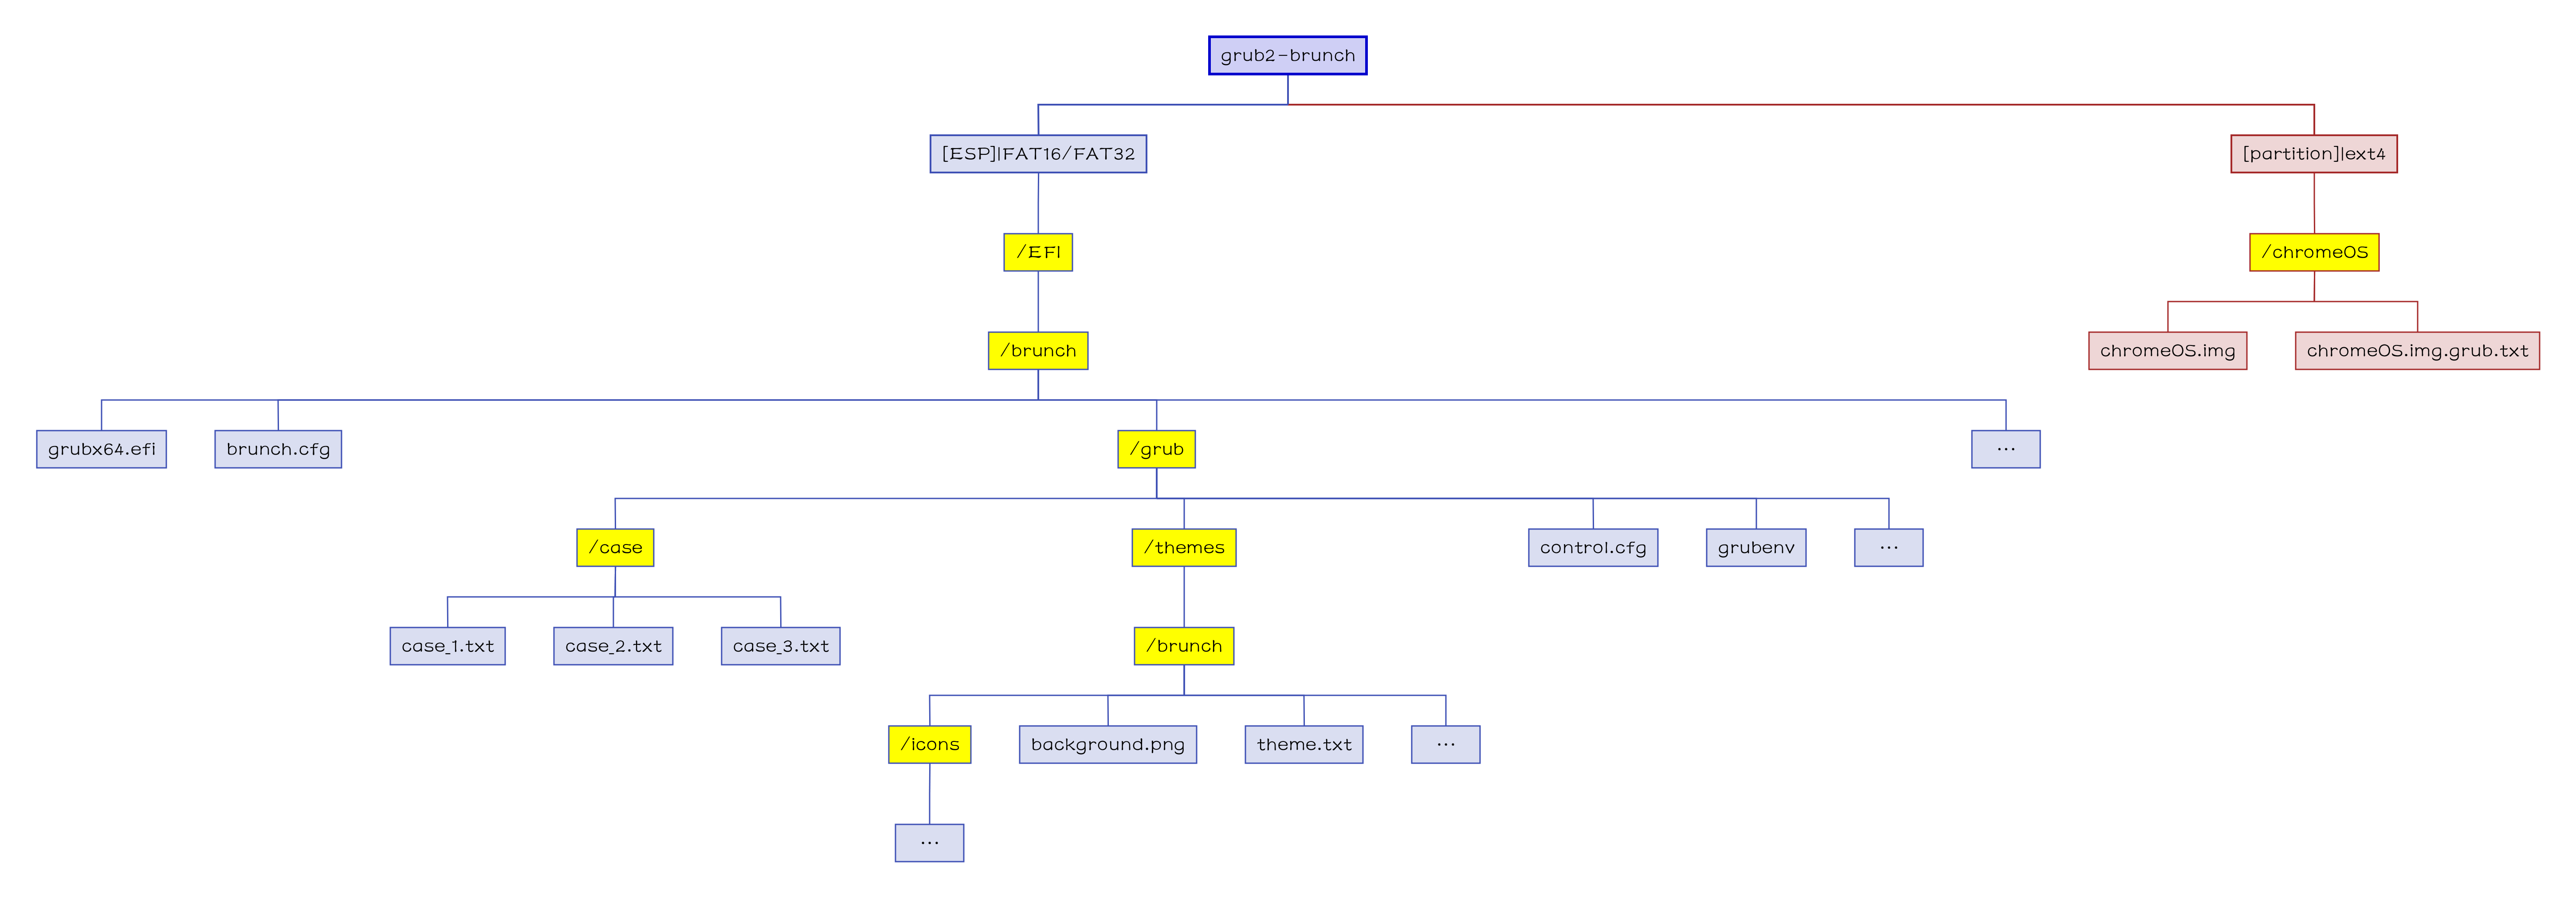 grub2-brunch
[ESP]|FAT16/FAT32
[partition]|ext4
/EFI
/chromeOS
/brunch
chromeOS.img
chromeOS.img.grub.txt
grubx64.efi
brunch.cfg
/grub
...
/case
/themes
control.cfg
grubenv
...
case_1.txt
case_2.txt
case_3.txt
/brunch
/icons
background.png
theme.txt
...
...